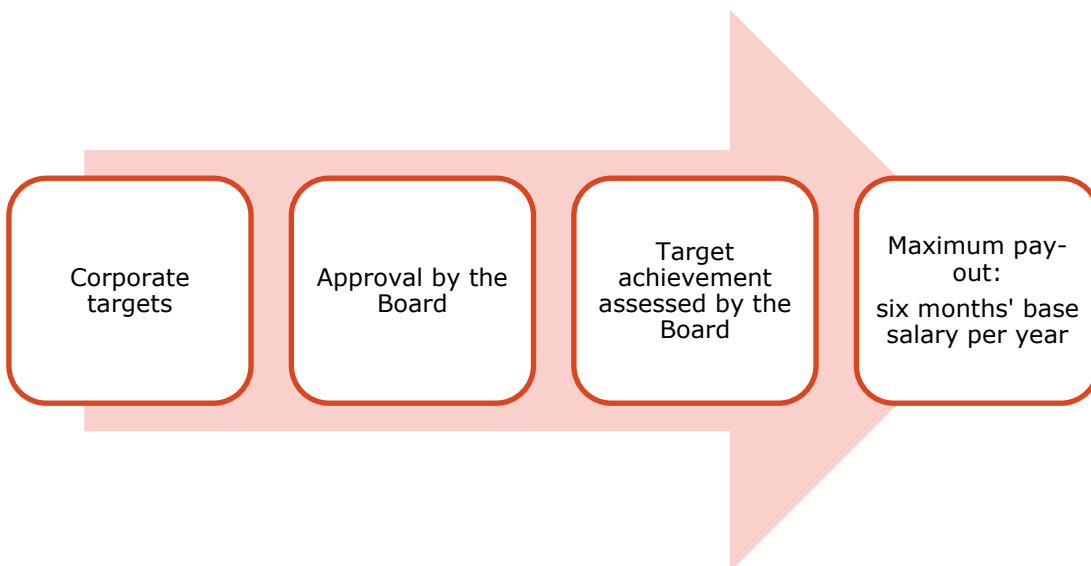 Corporate
targets
Approval by the
Board
Target
achievement
assessed by the
Board
Maximum pay-
out:
six months' base
salary per year